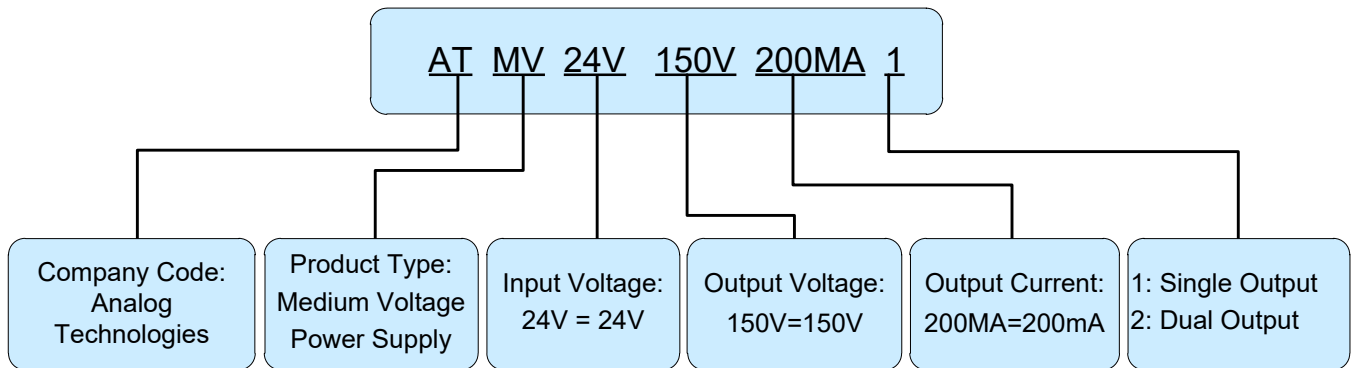 AT MV 24V 150V 200MA 1
Company Code:
Analog
Technologies
Product Type:
Medium Voltage
Power Supply
Input Voltage:
24V = 24V
Output Voltage:
150V=150V
Output Current:
200MA=200mA
1: Single Output
2: Dual Output